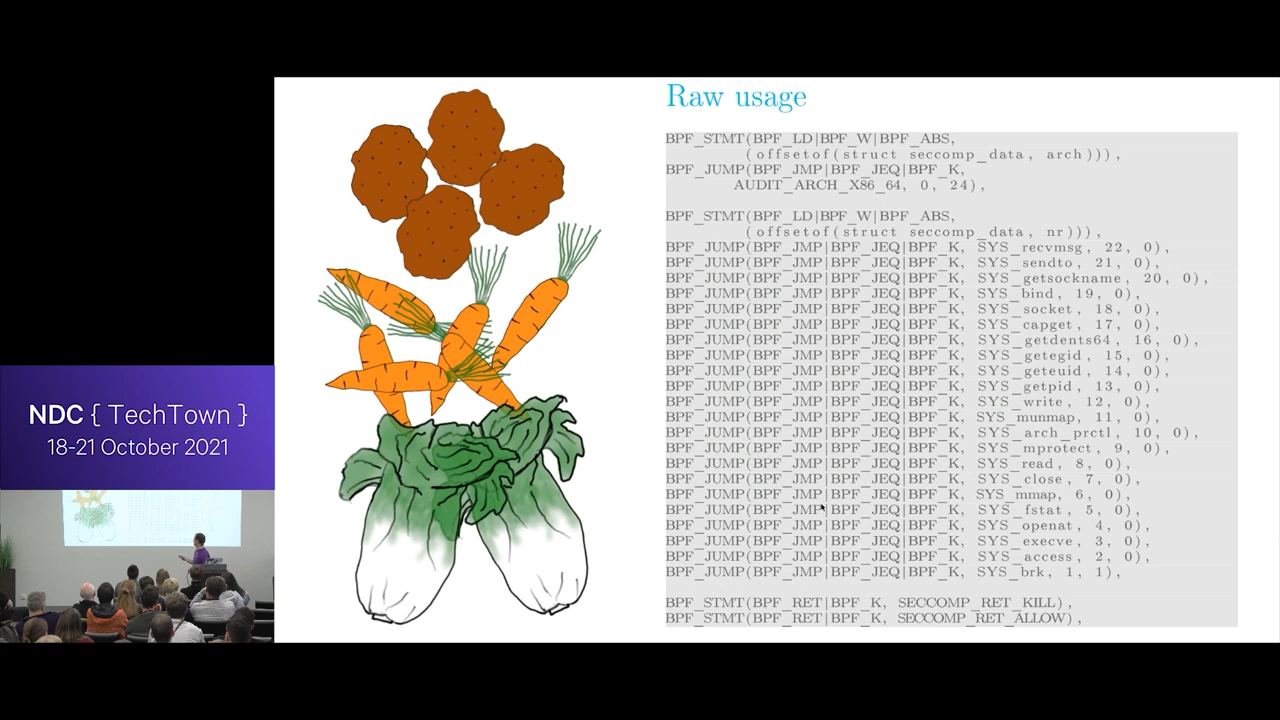 Raw usage
BPF_STMT(BPF_LD|BPF_W|BPF_ABS,
(offsetof(struct seccomp_data, arch))),
BPF_JUMP(BPF_JMP|BPF_JEQ|BPF_K,
AUDIT_ARCH_X86_64, 0, 24),
BPF_STMT(BPF_LD|BPF_W|BPF_ABS,
(offsetof(struct seccomp_data, nr))),
BPF_JUMP(BPF_JMP|BPF_JEQ|BPF_K, SYS_recvmsg, 22, 0),
BPF_JUMP(BPF_JMP|BPF_JEQ|BPF_K, SYS_sendto, 21, 0),
BPF_JUMP(BPF_JMP|BPF_JEQ|BPF_K, SYS_getsockname, 20, 0),
BPF_JUMP(BPF_JMP|BPF_JEQ|BPF_K, SYS_bind, 19, 0),
BPF_JUMP(BPF_JMP|BPF_JEQ|BPF_K, SYS_socket, 18, 0),
BPF_JUMP(BPF_JMP|BPF_JEQ|BPF_K, SYS_capget, 17, 0),
BPF_JUMP(BPF_JMP|BPF_JEQ|BPF_K, SYS_getdents64, 16, 0),
BPF_JUMP(BPF_JMP|BPF_JEQ|BPF_K, SYS_getegid, 15, 0),
BPF_JUMP(BPF_JMP|BPF_JEQ|BPF_K, SYS_geteuid, 14, 0),
BPF_JUMP(BPF_JMP|BPF_JEQ|BPF_K, SYS_getpid, 13, 0),
BPF_JUMP(BPF_JMP|BPF_JEQ|BPF_K, SYS_write, 12, 0),
BPF_JUMP(BPF_JMP|BPF_JEQ|BPF_K, SYS_munmap, 11, 0),
BPF_JUMP(BPF_JMP|BPF_JEQ|BPF_K, SYS_arch_prctl, 10, 0),
BPF_JUMP(BPF_JMP|BPF_JEQ|BPF_K, SYS_mprotect, 9, 0),
BPF_JUMP(BPF_JMP|BPF_JEQ|BPF_K, SYS_read, 8, 0),
BPF_JUMP(BPF_JMP|BPF_JEQ|BPF_K, SYS_close, 7, 0),
BPF_JUMP(BPF_JMP|BPF_JEQ|BPF_K, SYS_mmap, 6, 0),
BPF_JUMP(BPF_JMP|BPF_JEQ|BPF_K, SYS_fstat, 5, 0),
BPF_JUMP(BPF_JMP|BPF_JEQ|BPF_K, SYS_openat, 4, 0),
BPF_JUMP(BPF_JMP|BPF_JEQ|BPF_K, SYS_execve, 3, 0),
BPF_JUMP(BPF_JMP|BPF_JEQ|BPF_K, SYS_access, 2, 0),
BPF_JUMP(BPF_JMP|BPF_JEQ|BPF_K, SYS_brk, 1, 1),
BPF_STMT(BPF_RET|BPF_K, SECCOMP_RET_KILL),
BPF_STMT(BPF_RET|BPF_K, SECCOMP_RET_ALLOW),
NDC { TechTown }
18-21 October 2021